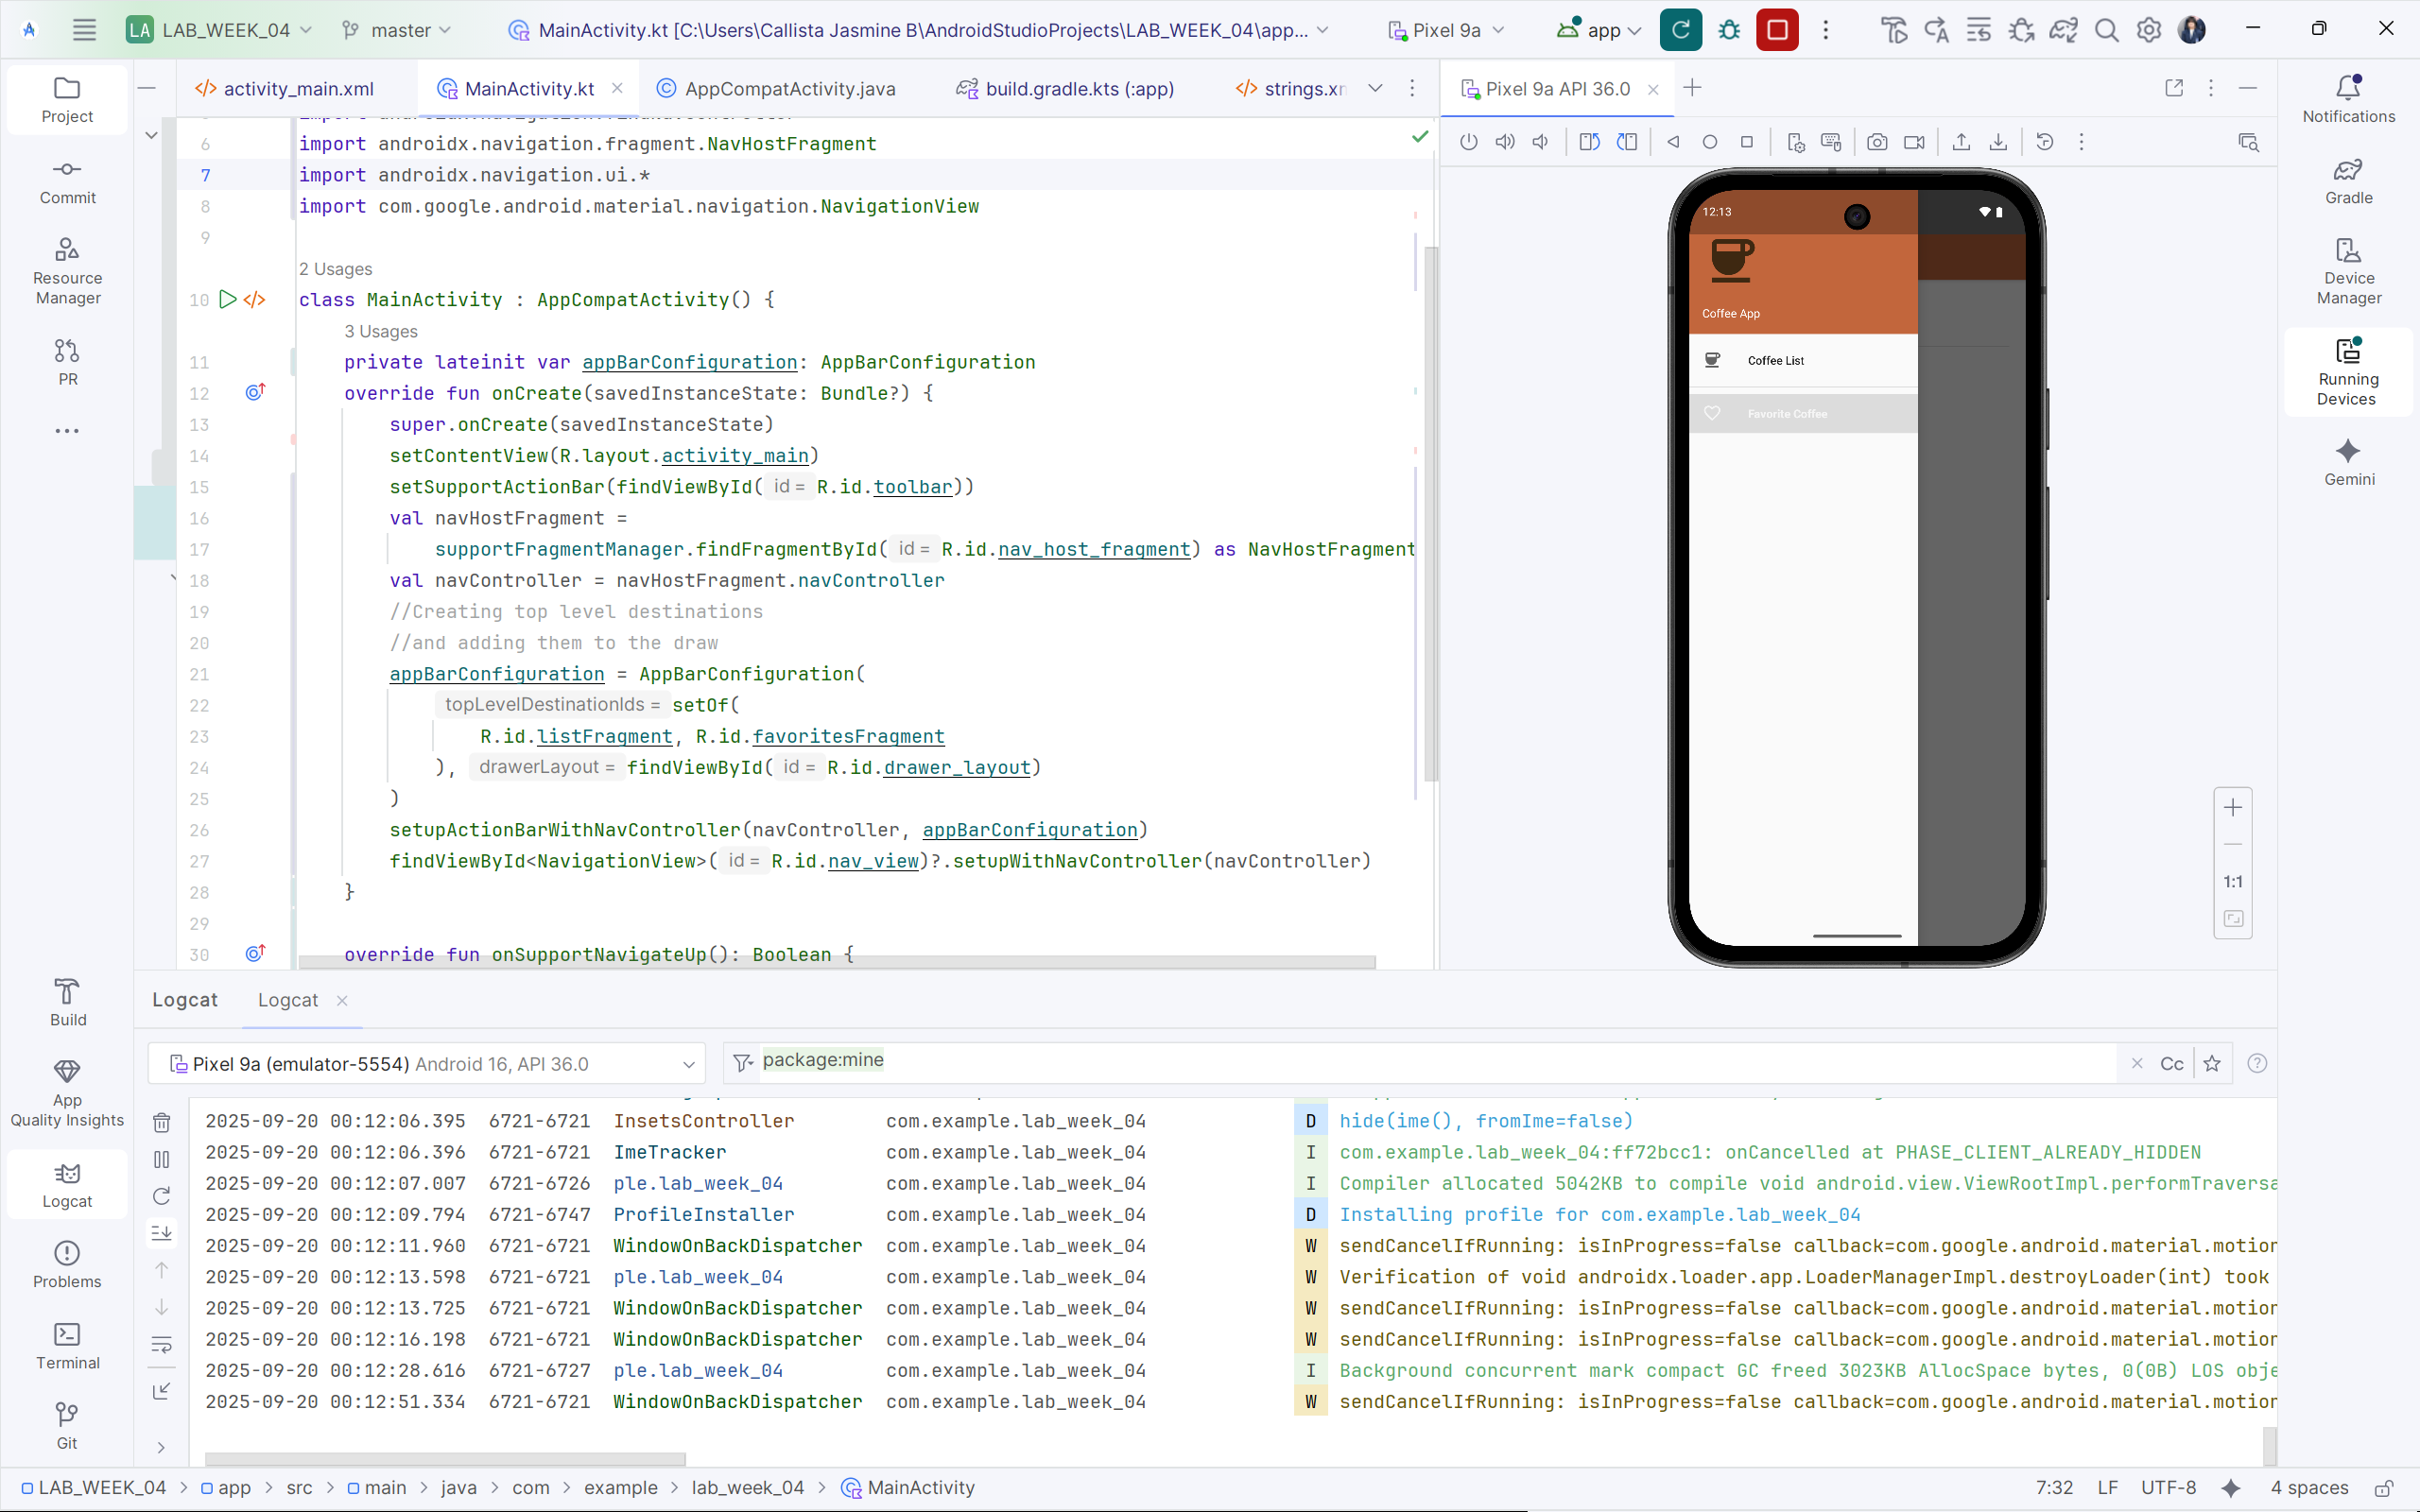 LA LAB_WEEK_04
master
MainActivity.kt [C:\Users\Callista Jasmine B\AndroidStudioProjects\LAB_WEEK_04\app...
Pixel 9a
app
Project
Commit
Resource
Manager
PR
Build
App
Quality Insights
Logcat
Problems
Terminal
Git
activity_main.xml
MainActivity.kt
AppCompatActivity.java
build.gradle.kts (:app)
strings.xm
6 import androidx.navigation.fragment.NavHostFragment
7 import androidx.navigation.ui.*
8 import com.google.android.material.navigation.NavigationView
9
2 Usages
10 class MainActivity : AppCompatActivity() {
3 Usages
11 private lateinit var appBarConfiguration: AppBarConfiguration
12 override fun onCreate(savedInstanceState: Bundle?) {
13 super.onCreate(savedInstanceState)
14 setContentView(R.layout.activity_main)
15 setSupportActionBar(findViewById( id = R.id.toolbar))
16 val navHostFragment =
17 supportFragmentManager.findFragmentById( id = R.id.nav_host_fragment) as NavHostFragment
18 val navController = navHostFragment.navController
19 //Creating top level destinations
20 //and adding them to the draw
21 appBarConfiguration = AppBarConfiguration(
22 topLevelDestinationIds = setOf(
23 R.id.listFragment, R.id.favoritesFragment
24 ), drawerLayout = findViewById( id = R.id.drawer_layout)
25 )
26 setupActionBarWithNavController(navController, appBarConfiguration)
27 findViewById<NavigationView>( id = R.id.nav_view)?.setupWithNavController(navController)
28 }
29
30 override fun onSupportNavigateUp(): Boolean {
Pixel 9a API 36.0
12:13
Coffee App
Coffee List
Favorite Coffee
1:1
Notifications
Gradle
Device
Manager
Running
Devices
Gemini
Logcat
Logcat
Pixel 9a (emulator-5554) Android 16, API 36.0
package:mine
Cc
2025-09-20 00:12:06.395 6721-6721 InsetsController com.example.lab_week_04 D hide(ime(), fromIme=false)
2025-09-20 00:12:06.396 6721-6721 ImeTracker com.example.lab_week_04 I com.example.lab_week_04:ff72bcc1: onCancelled at PHASE_CLIENT_ALREADY_HIDDEN
2025-09-20 00:12:07.007 6721-6726 ple.lab_week_04 com.example.lab_week_04 I Compiler allocated 5042KB to compile void android.view.ViewRootImpl.performTraversa
2025-09-20 00:12:09.794 6721-6747 ProfileInstaller com.example.lab_week_04 D Installing profile for com.example.lab_week_04
2025-09-20 00:12:11.960 6721-6721 WindowOnBackDispatcher com.example.lab_week_04 W sendCancelIfRunning: isInProgress=false callback=com.google.android.material.motion
2025-09-20 00:12:13.598 6721-6721 ple.lab_week_04 com.example.lab_week_04 W Verification of void androidx.loader.app.LoaderManagerImpl.destroyLoader(int) took
2025-09-20 00:12:13.725 6721-6721 WindowOnBackDispatcher com.example.lab_week_04 W sendCancelIfRunning: isInProgress=false callback=com.google.android.material.motion
2025-09-20 00:12:16.198 6721-6721 WindowOnBackDispatcher com.example.lab_week_04 W sendCancelIfRunning: isInProgress=false callback=com.google.android.material.motion
2025-09-20 00:12:28.616 6721-6727 ple.lab_week_04 com.example.lab_week_04 I Background concurrent mark compact GC freed 3023KB AllocSpace bytes, 0(0B) LOS obje
2025-09-20 00:12:51.334 6721-6721 WindowOnBackDispatcher com.example.lab_week_04 W sendCancelIfRunning: isInProgress=false callback=com.google.android.material.motion
LAB_WEEK_04 > app > src > main > java > com > example > lab_week_04 > MainActivity
7:32 LF UTF-8 4 spaces